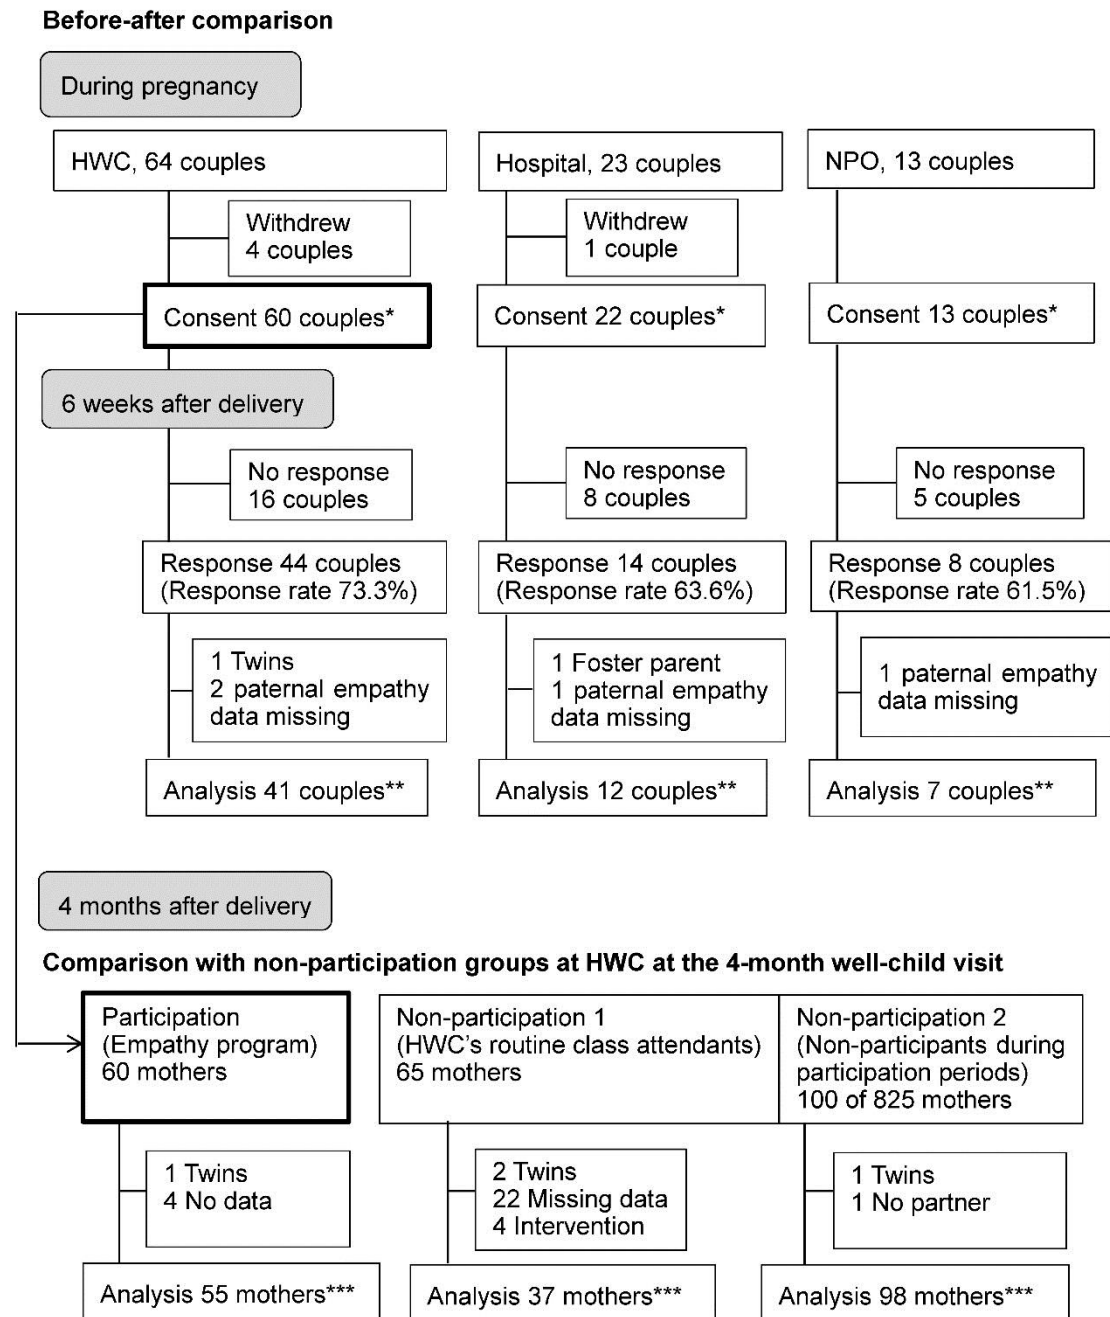 Before-after comparison
During pregnancy
HWC, 64 couples
Hospital, 23 couples
NPO, 13 couples
Withdrew
4 couples
Withdrew
1 couple
Consent 60 couples*
Consent 22 couples*
Consent 13 couples*
6 weeks after delivery
No response
16 couples
No response
8 couples
No response
5 couples
Response 44 couples
(Response rate 73.3%)
Response 14 couples
(Response rate 63.6%)
Response 8 couples
(Response rate 61.5%)
1 Twins
2 paternal empathy
data missing
1 Foster parent
1 paternal empathy
data missing
1 paternal empathy
data missing
Analysis 41 couples**
Analysis 12 couples**
Analysis 7 couples**
4 months after delivery
Comparison with non-participation groups at HWC at the 4-month well-child visit
Participation
(Empathy program)
60 mothers
Non-participation 1
(HWC's routine class attendants)
65 mothers
Non-participation 2
(Non-participants during
participation periods)
100 of 825 mothers
1 Twins
4 No data
2 Twins
22 Missing data
4 Intervention
1 Twins
1 No partner
Analysis 55 mothers***
Analysis 37 mothers***
Analysis 98 mothers***